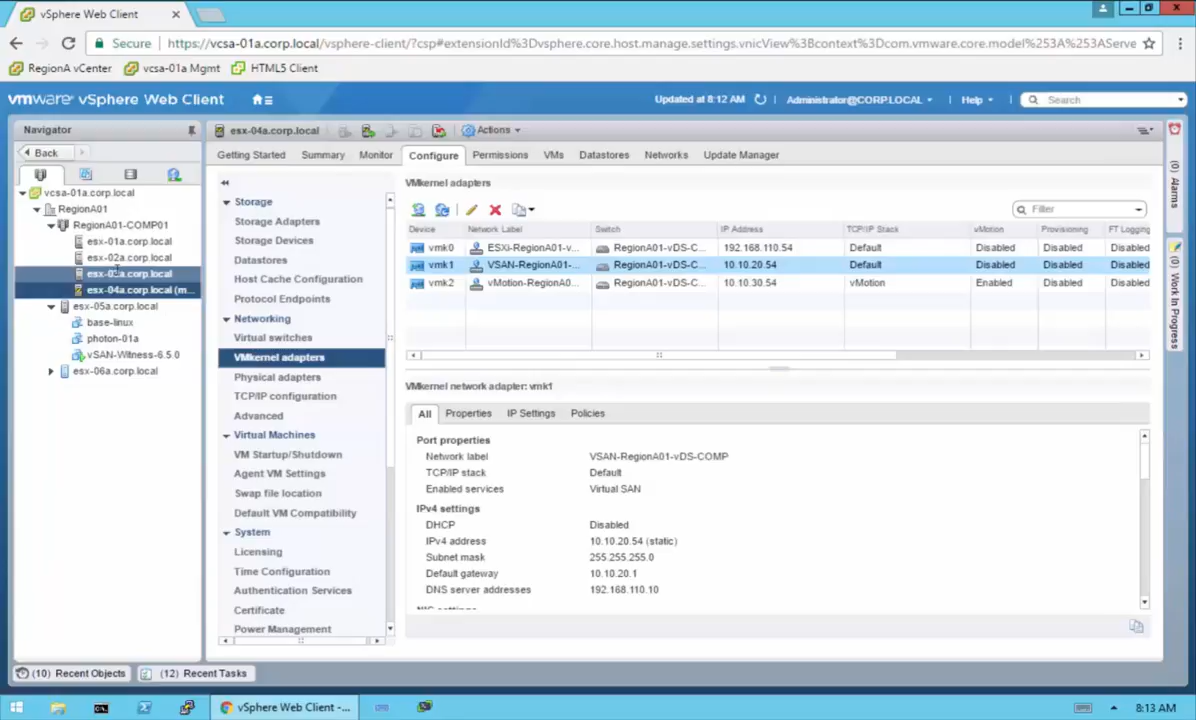 vSphere Web Client
Secure https://vcsa-01a.corp.local/vsphere-client/?csp#extensionId%3Dvsphere.core.host.manage.settings.vnicView%3Bcontext%3Dcom.vmware.core.model%253A%253AServe
RegionA vCenter vcsa-01a Mgmt HTML5 Client
vmware® vSphere Web Client Updated at 8:12 AM Administrator@CORP.LOCAL Help Search
Navigator
Back
vcsa-01a.corp.local
RegionA01
RegionA01-COMP01
esx-01a.corp.local
esx-02a.corp.local
esx-03a.corp.local
esx-04a.corp.local (m...
esx-05a.corp.local
base-linux
photon-01a
vSAN-Witness-6.5.0
esx-06a.corp.local
esx-04a.corp.local Actions
Getting Started Summary Monitor Configure Permissions VMs Datastores Networks Update Manager
Storage
Storage Adapters
Storage Devices
Datastores
Host Cache Configuration
Protocol Endpoints
Networking
Virtual switches
VMkernel adapters
Physical adapters
TCP/IP configuration
Advanced
Virtual Machines
VM Startup/Shutdown
Agent VM Settings
Swap file location
Default VM Compatibility
System
Licensing
Time Configuration
Authentication Services
Certificate
Power Management
VMkernel adapters
Filter
Device Network Label Switch IP Address TCP/IP Stack vMotion Provisioning FT Logging
vmk0 ESXi-RegionA01-v... RegionA01-vDS-C... 192.168.110.54 Default Disabled Disabled Disabled
vmk1 VSAN-RegionA01-... RegionA01-vDS-C... 10.10.20.54 Default Disabled Disabled Disabled
vmk2 vMotion-RegionA0... RegionA01-vDS-C... 10.10.30.54 vMotion Enabled Disabled Disabled
VMkernel network adapter: vmk1
All Properties IP Settings Policies
Port properties
Network label VSAN-RegionA01-vDS-COMP
TCP/IP stack Default
Enabled services Virtual SAN
IPv4 settings
DHCP Disabled
IPv4 address 10.10.20.54 (static)
Subnet mask 255.255.255.0
Default gateway 10.10.20.1
DNS server addresses 192.168.110.10
(0) Alarms
(0) Work In Progress
(10) Recent Objects (12) Recent Tasks
vSphere Web Client -...
8:13 AM